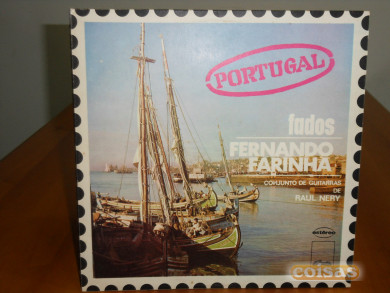 PORTUGAL
fados
FERNANDO
FARINHA
CONJUNTO DE GUITARRAS
DE
RAUL NERY
coisas